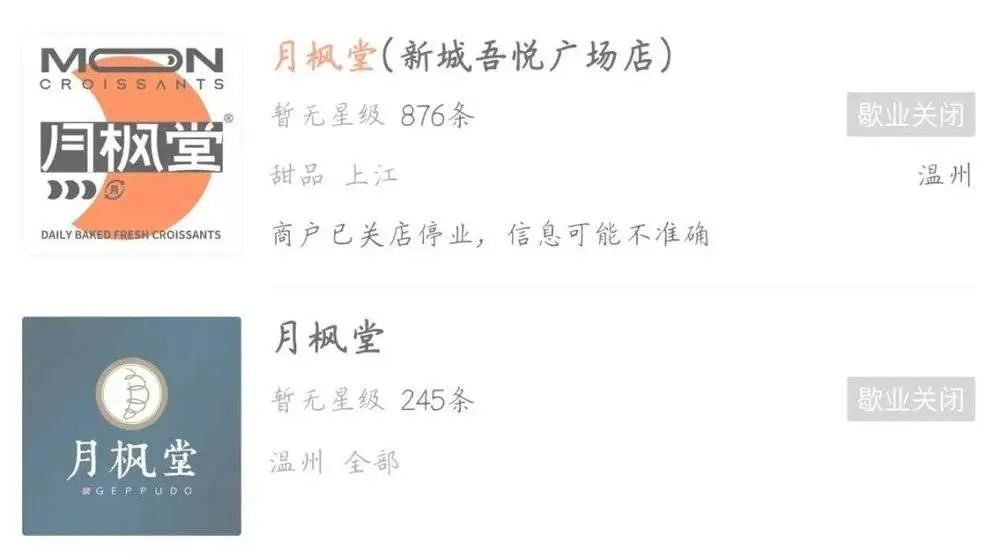 MOON
CROISSANTS
月枫堂®
月
DAILY BAKED FRESH CROISSANTS
月枫堂(新城吾悦广场店)
暂无星级 876条
歇业关闭
甜品 上江
温州
商户已关店停业，信息可能不准确
月枫堂
GEPPUDO
月枫堂
暂无星级 245条
歇业关闭
温州 全部